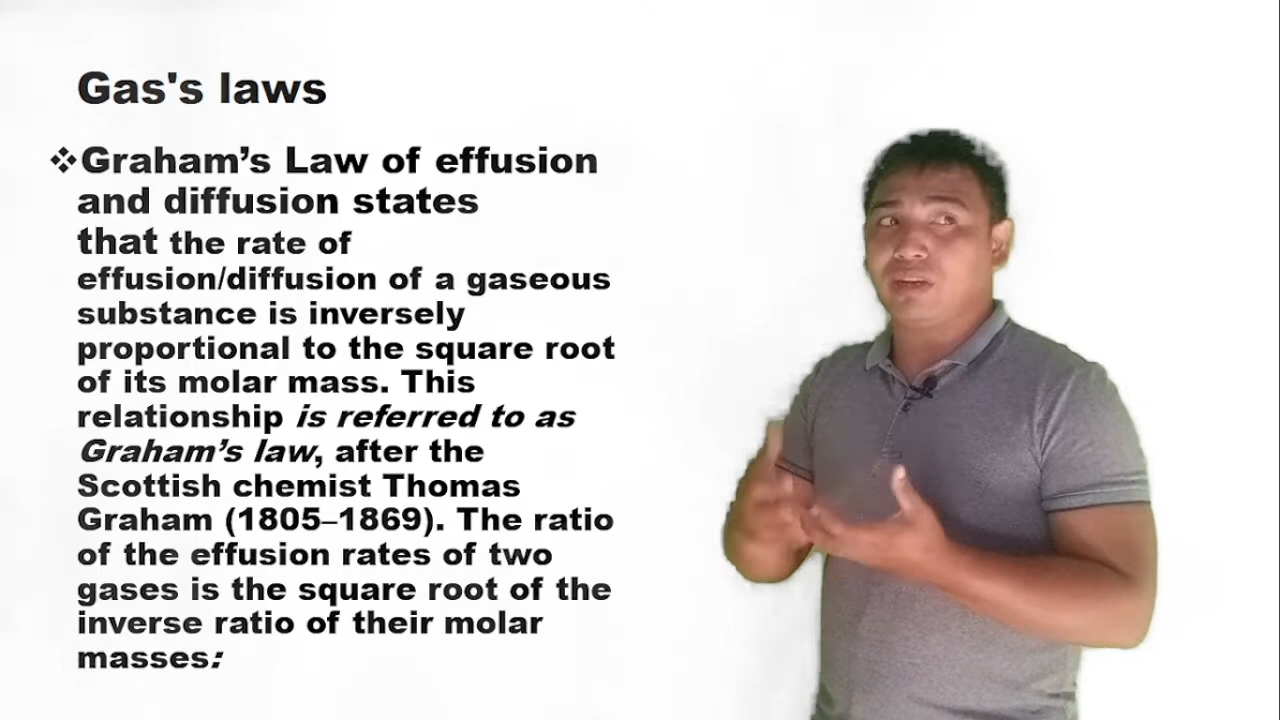 Gas's laws
❖Graham’s Law of effusion
and diffusion states
that the rate of
effusion/diffusion of a gaseous
substance is inversely
proportional to the square root
of its molar mass. This
relationship is referred to as
Graham’s law, after the
Scottish chemist Thomas
Graham (1805–1869). The ratio
of the effusion rates of two
gases is the square root of the
inverse ratio of their molar
masses: